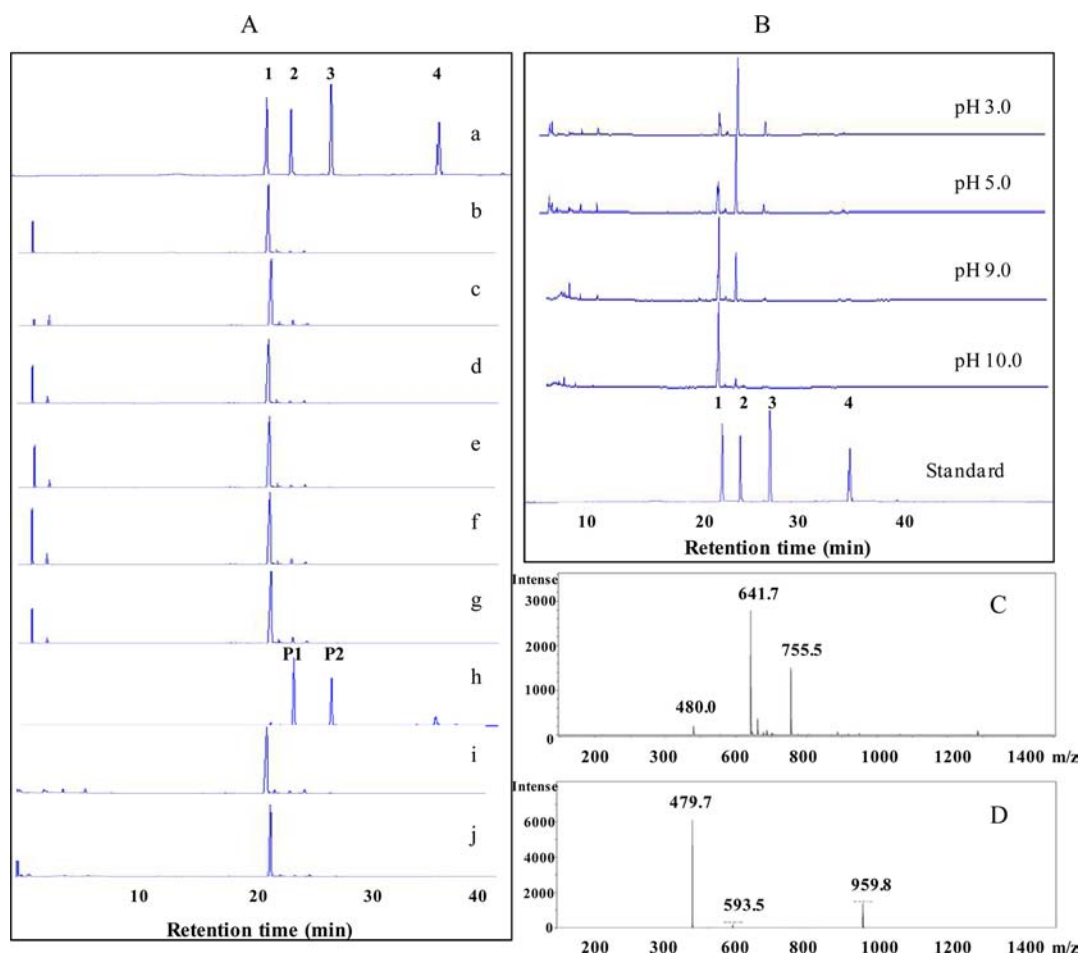 A
1 2 3 4
a
b
c
d
e
f
g
P1 P2
h
i
j
10 20 30 40
Retention time (min)
B
pH 3.0
pH 5.0
pH 9.0
pH 10.0
1 2 3 4
Standard
10 20 30 40
Retention time (min)
Intense
C
3000
2000
1000
0
641.7
755.5
480.0
200 300 600 800 1000 1200 1400 m/z
Intense
D
6000
4000
2000
0
479.7
593.5
959.8
200 300 600 800 1000 1200 1400 m/z